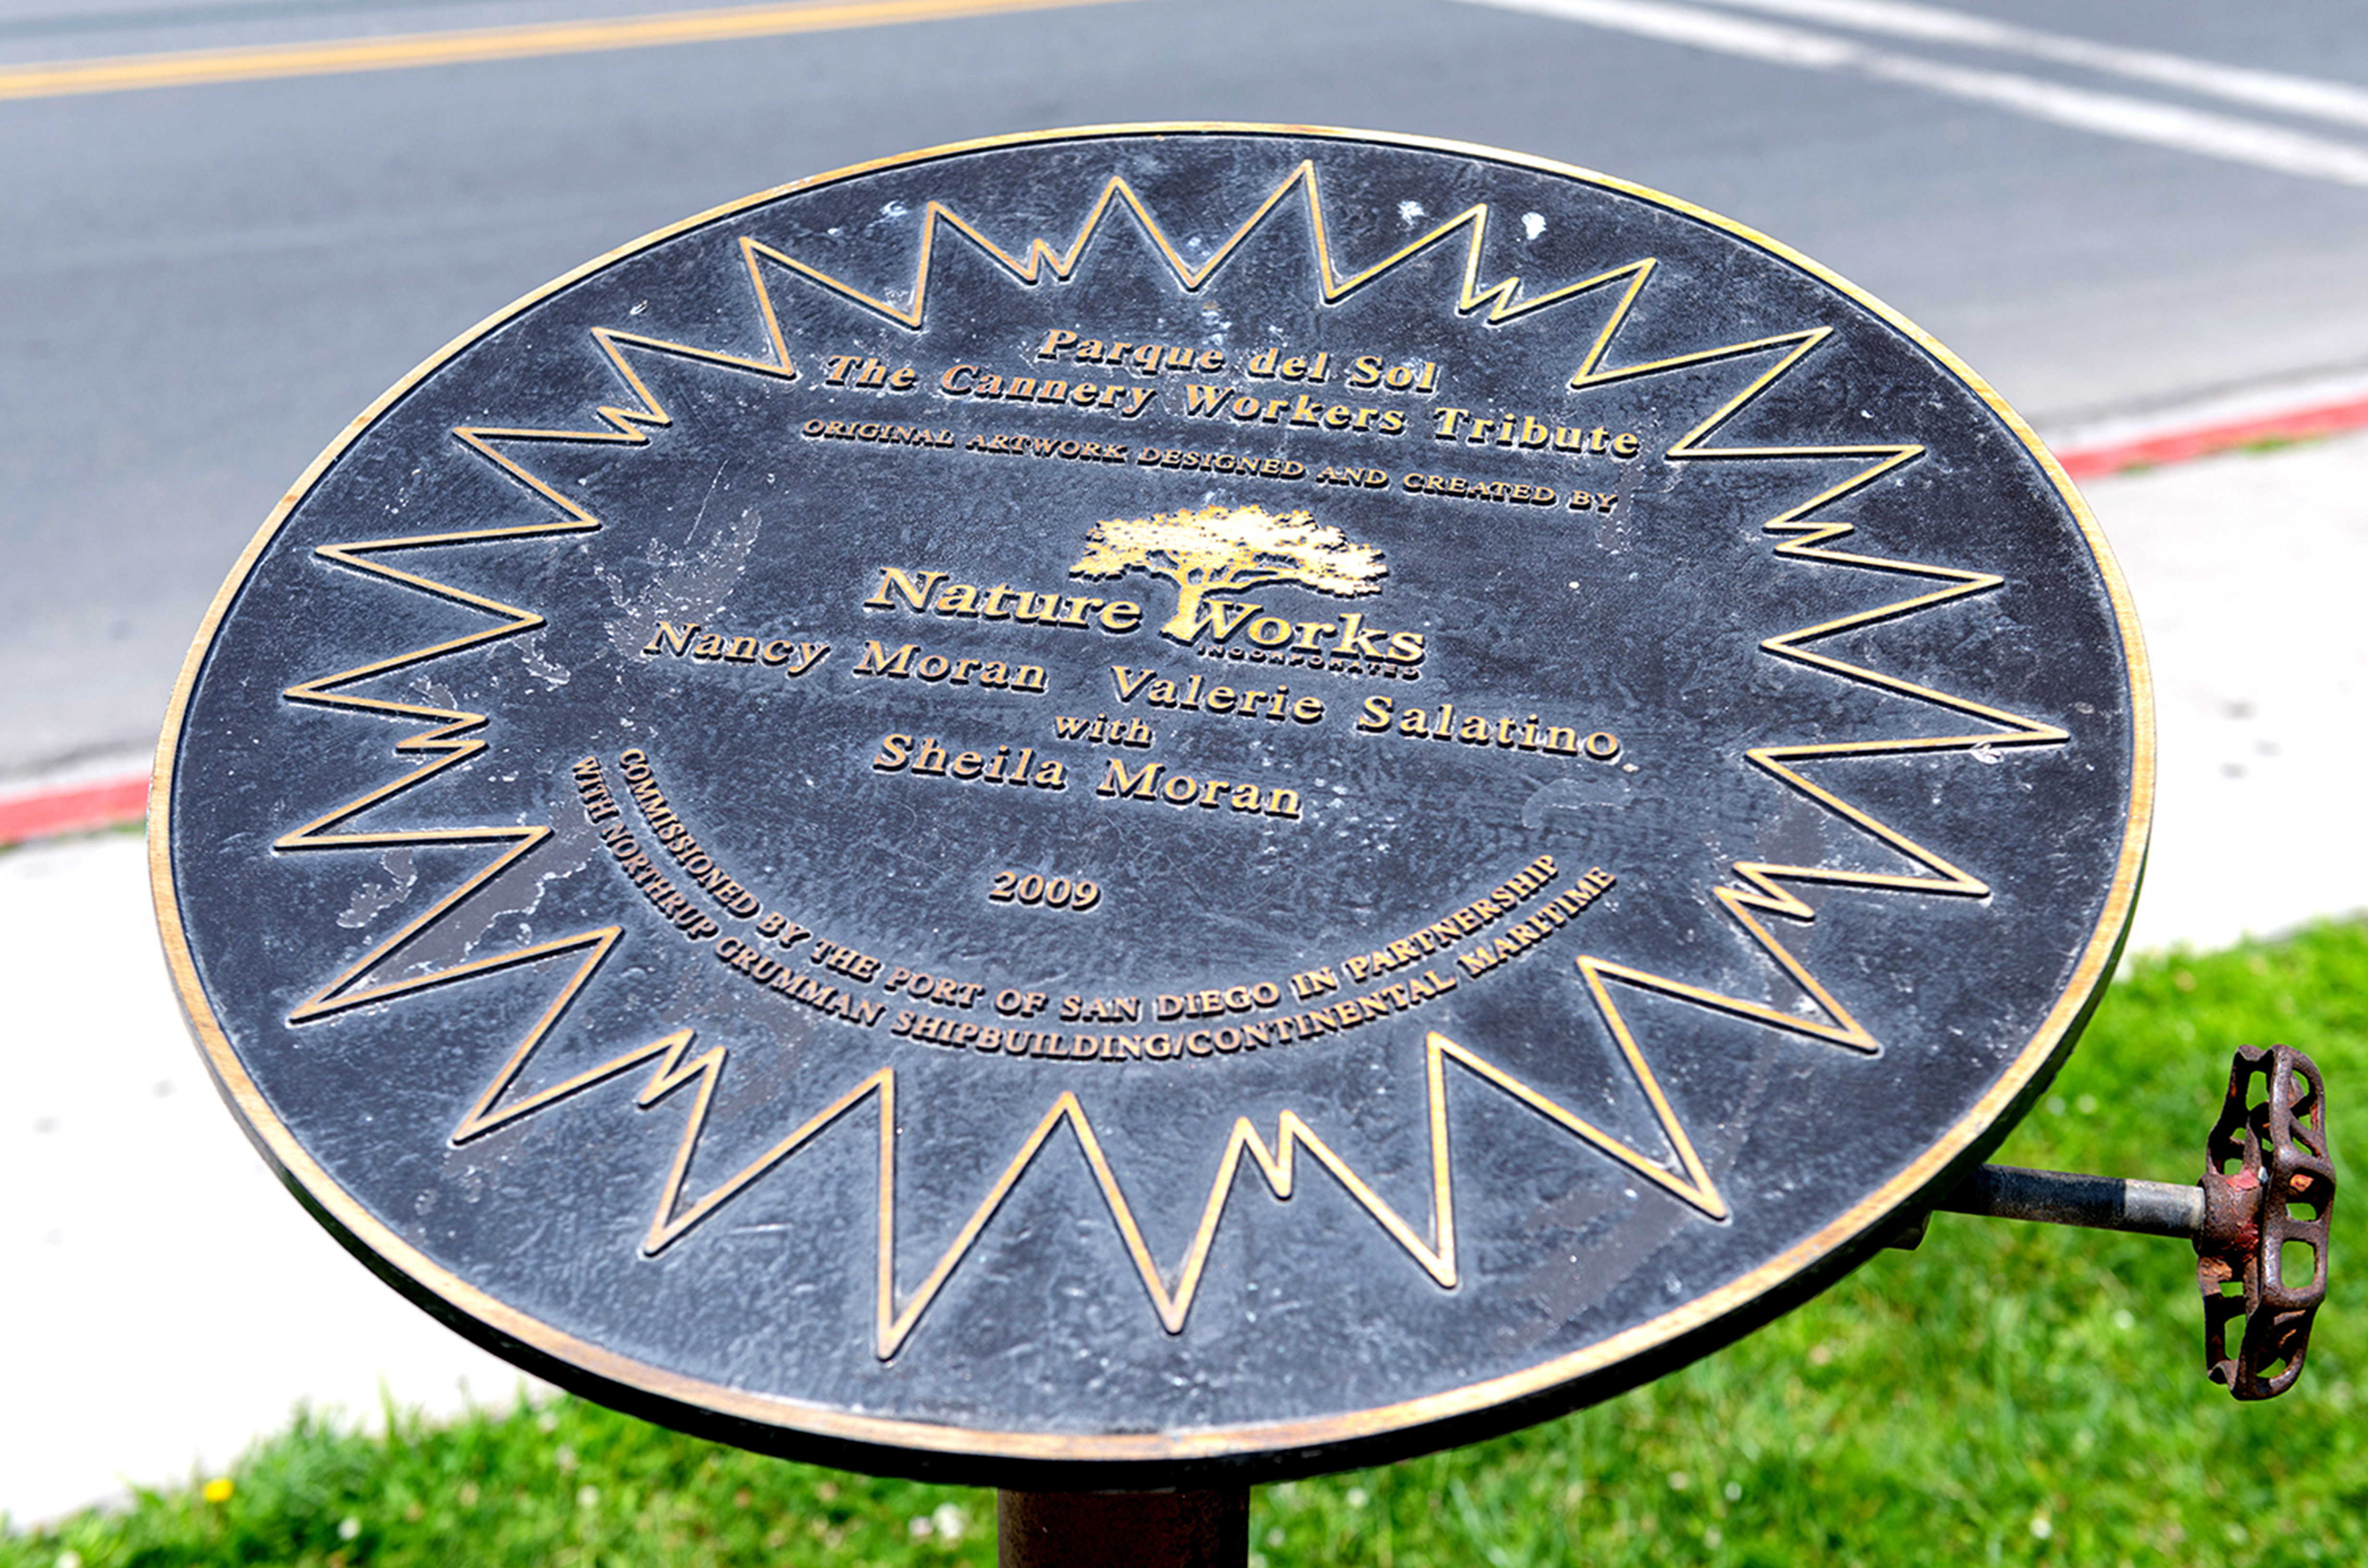 Parque del Sol
The Cannery Workers Tribute
ORIGINAL ARTWORK DESIGNED AND CREATED BY
Nature Works
INCORPORATED
Nancy Moran Valerie Salatino
with
Sheila Moran
2009
COMMISSIONED BY THE PORT OF SAN DIEGO IN PARTNERSHIP
WITH NORTHRUP GRUMMAN SHIPBUILDING/CONTINENTAL MARITIME